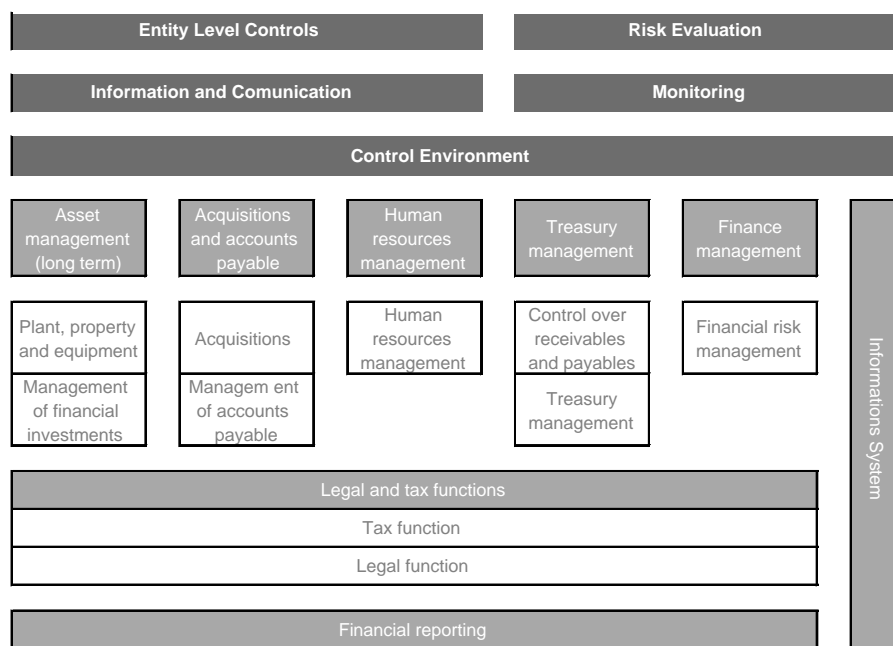 Entity Level Controls
Risk Evaluation
Information and Comunication
Monitoring
Control Environment
Asset
management
(long term)
Acquisitions
and accounts
payable
Human
resources
management
Treasury
management
Finance
management
Plant, property
and equipment
Acquisitions
Human
resources
management
Control over
receivables
and payables
Financial risk
management
Management
of financial
investments
Managem ent
of accounts
payable
Treasury
management
Informations System
Legal and tax functions
Tax function
Legal function
Financial reporting